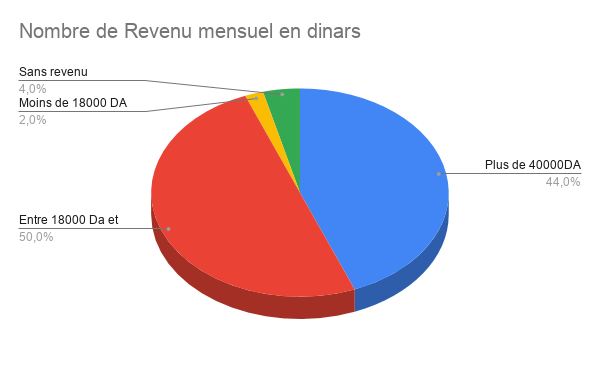 Nombre de Revenu mensuel en dinars
Sans revenu
4,0%
Moins de 18000 DA
2,0%
Plus de 40000DA
44,0%
Entre 18000 Da et
50,0%